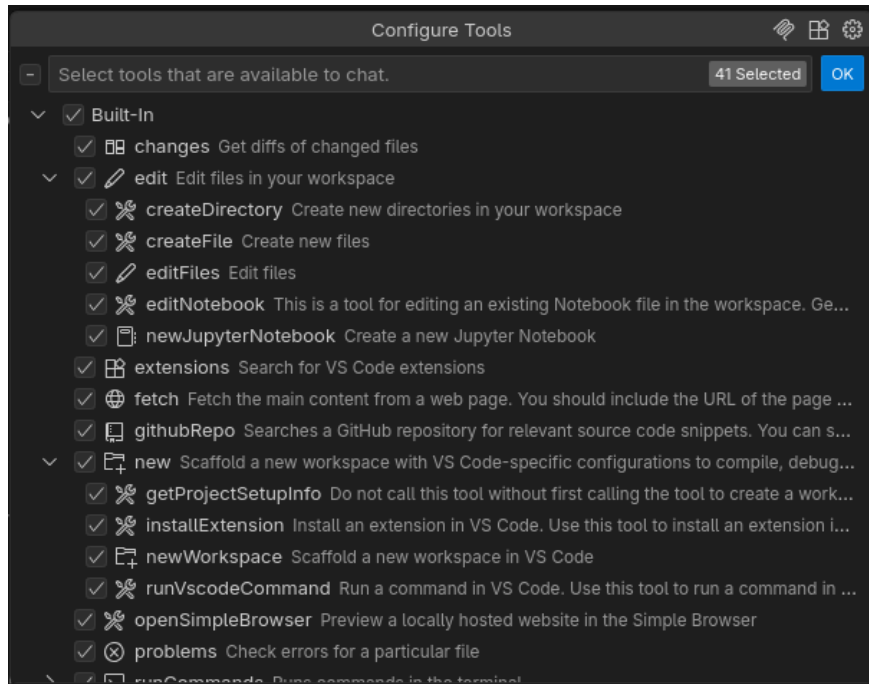 Configure Tools
Select tools that are available to chat. 41 Selected OK
Built-In
changes Get diffs of changed files
edit Edit files in your workspace
createDirectory Create new directories in your workspace
createFile Create new files
editFiles Edit files
editNotebook This is a tool for editing an existing Notebook file in the workspace. Ge...
newJupyterNotebook Create a new Jupyter Notebook
extensions Search for VS Code extensions
fetch Fetch the main content from a web page. You should include the URL of the page ...
githubRepo Searches a GitHub repository for relevant source code snippets. You can s...
new Scaffold a new workspace with VS Code-specific configurations to compile, debug...
getProjectSetupInfo Do not call this tool without first calling the tool to create a work...
installExtension Install an extension in VS Code. Use this tool to install an extension i...
newWorkspace Scaffold a new workspace in VS Code
runVscodeCommand Run a command in VS Code. Use this tool to run a command in ...
openSimpleBrowser Preview a locally hosted website in the Simple Browser
problems Check errors for a particular file
runCommands Runs commands in the terminal